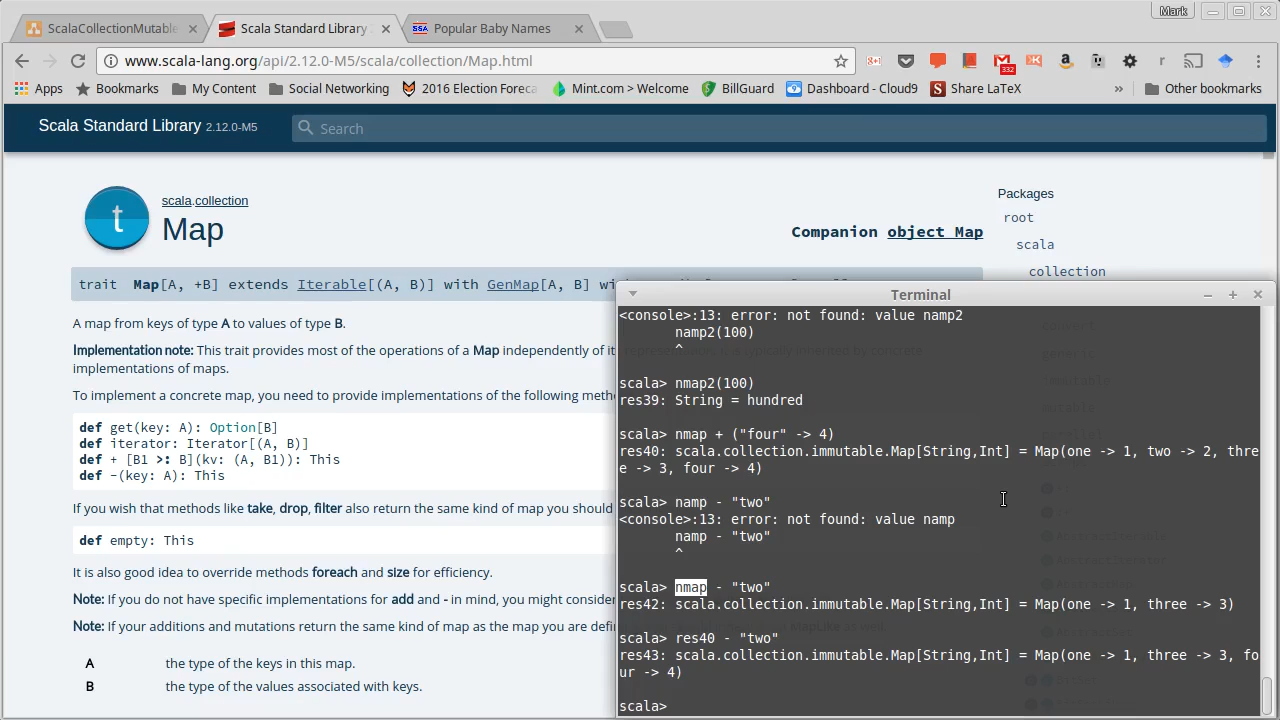 Mark
ScalaCollectionMutable
Scala Standard Library
Popular Baby Names
www.scala-lang.org/api/2.12.0-M5/scala/collection/Map.html
332
Apps
Bookmarks
My Content
Social Networking
2016 Election Foreca
Mint.com > Welcome
BillGuard
Dashboard - Cloud9
Share LaTeX
»
Other bookmarks
Scala Standard Library 2.12.0-M5
Search
t
scala.collection
Map
Companion object Map
Packages
root
scala
collection
trait Map[A, +B] extends Iterable[(A, B)] with GenMap[A, B] wi
A map from keys of type A to values of type B.
Implementation note: This trait provides most of the operations of a Map independently of it
implementations of maps.
To implement a concrete map, you need to provide implementations of the following meth
def get(key: A): Option[B]
def iterator: Iterator[(A, B)]
def + [B1 >: B](kv: (A, B1)): This
def -(key: A): This
If you wish that methods like take, drop, filter also return the same kind of map you should
def empty: This
It is also good idea to override methods foreach and size for efficiency.
Note: If you do not have specific implementations for add and - in mind, you might consider
Note: If your additions and mutations return the same kind of map as the map you are defi
A the type of the keys in this map.
B the type of the values associated with keys.
Terminal
<console>:13: error: not found: value namp2
namp2(100)
^
scala> nmap2(100)
res39: String = hundred
scala> nmap + ("four" -> 4)
res40: scala.collection.immutable.Map[String,Int] = Map(one -> 1, two -> 2, thre
e -> 3, four -> 4)
scala> namp - "two"
<console>:13: error: not found: value namp
namp - "two"
^
scala> nmap - "two"
res42: scala.collection.immutable.Map[String,Int] = Map(one -> 1, three -> 3)
scala> res40 - "two"
res43: scala.collection.immutable.Map[String,Int] = Map(one -> 1, three -> 3, fo
ur -> 4)
scala>